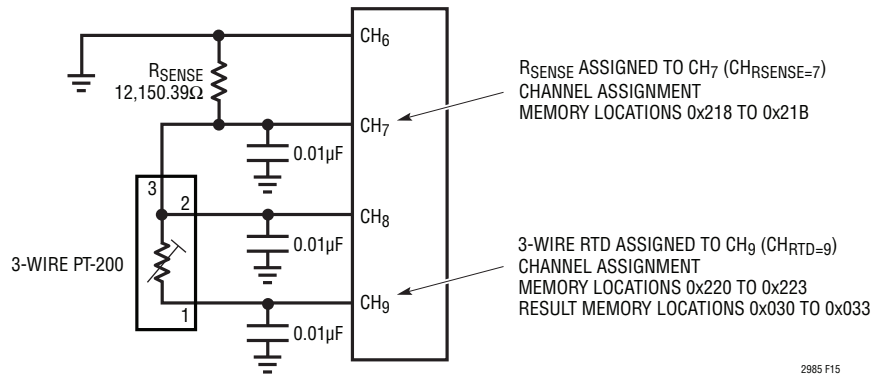 CH6
RSENSE
12,150.39Ω
CH7
0.01µF
3
2
CH8
0.01µF
3-WIRE PT-200
1
CH9
0.01µF
RSENSE ASSIGNED TO CH7 (CHRSENSE=7)
CHANNEL ASSIGNMENT
MEMORY LOCATIONS 0x218 TO 0x21B
3-WIRE RTD ASSIGNED TO CH9 (CHRTD=9)
CHANNEL ASSIGNMENT
MEMORY LOCATIONS 0x220 TO 0x223
RESULT MEMORY LOCATIONS 0x030 TO 0x033
2985 F15